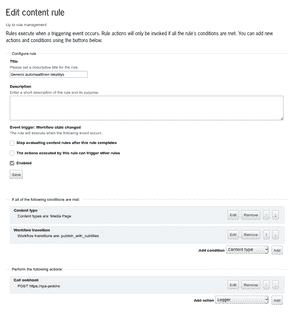 Edit content rule
Up to rule management
Rules execute when a triggering event occurs. Rule actions will only be invoked if all the rule's conditions are met. You can add new
actions and conditions using the buttons below.
Configure rule
Title
Please set a descriptive title for the rule.
Generic automaattinen tekstitys
Description
Enter a short description of the rule and its purpose.
Event trigger: Workflow state changed
The rule will execute when the following event occurs.
Stop evaluating content rules after this rule completes
The actions executed by this rule can trigger other rules
Enabled
Save
If all of the following conditions are met:
Content type
Content types are: Media Page
Edit Remove ↑ ↓
Workflow transition
Workflow transitions are: publish_with_subtitles
Edit Remove ↑ ↓
Add condition Content type Add
Perform the following actions
Call webhook
POST https://
Edit Remove ↑ ↓
Add action Logger Add